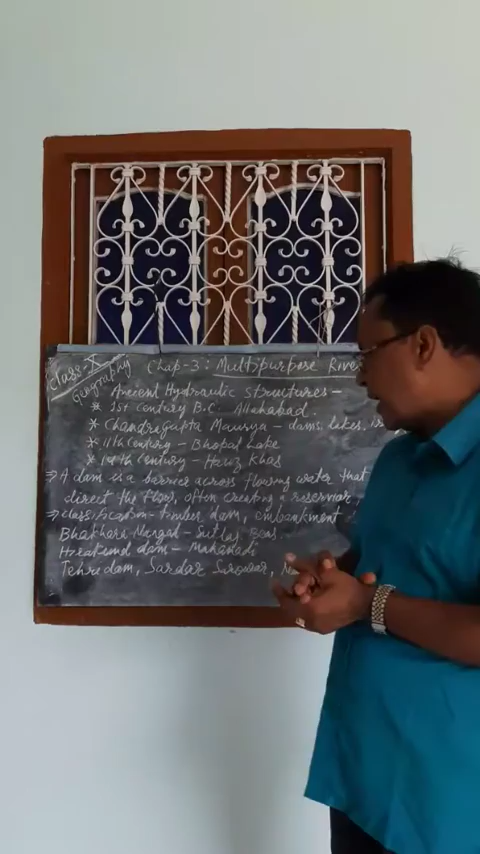 Class-X
Geography
Chap-3: Multipurpose River
Ancient Hydraulic structures-
* 1st Century B.C. Allahabad.
* Chandragupta Maurya - dams, lakes,
* 11th Century - Bhopal Lake
* 14th Century - Hauz Khas
⇒ A dam is a barrier across flowing water that
direct the flow, often creating a reservoir
⇒ classification - timber dam, embankment
Bhakhara Nangal - Sutlej Beas.
Hirakund dam - Mahanadi
Tehri dam, Sardar Sarovar,